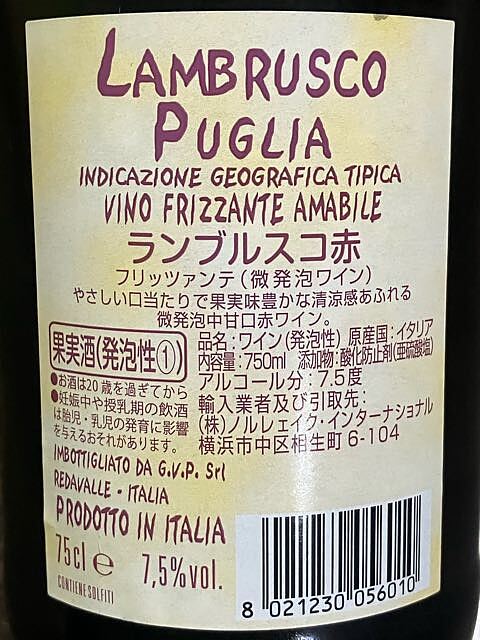 LAMBRUSCO
PUGLIA
INDICAZIONE GEOGRAFICA TIPICA
VINO FRIZZANTE AMABILE
ランブルスコ赤
フリッツァンテ(微発泡ワイン)
やさしい口当たりで果実味豊かな清涼感あふれる
微発泡中甘口赤ワイン。
果実酒(発泡性①)
●お酒は20歳を過ぎてから
●妊娠中や授乳期の飲酒
は胎児・乳児の発育に影響
を与えるおそれがあります。
品名:ワイン(発泡性) 原産国:イタリア
内容量:750ml 添加物:酸化防止剤(亜硫酸塩)
アルコール分:7.5度
輸入業者及び引取先:
(株)ノルレェイク・インターナショナル
横浜市中区相生町 6-104
IMBOTTIGLIATO DA G.V.P. Srl
REDAVALLE - ITALIA
PRODOTTO IN ITALIA
75cl e 7,5%vol.
CONTIENE SOLFITI
8 021230 056010